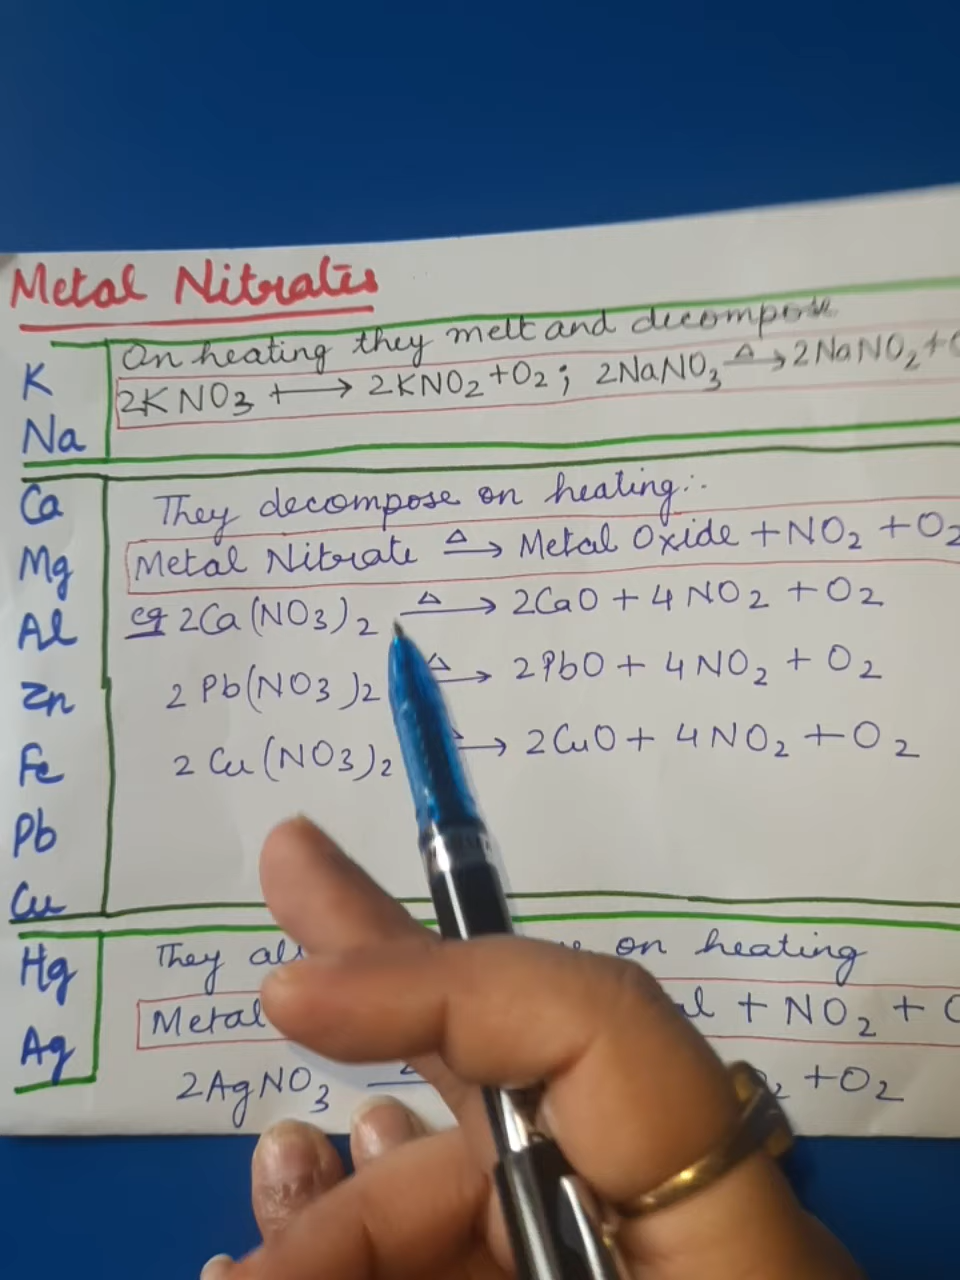 Metal Nitrates
On heating they melt and decompose
K
2KNO3 ⟶ 2KNO2 + O2 ; 2NaNO3 Δ⟶ 2NaNO2 +
Na
Ca
They decompose on heating:.
Mg
Metal Nitrate Δ⟶ Metal Oxide + NO2 + O2
Al
eg 2Ca(NO3)2 Δ⟶ 2CaO + 4NO2 + O2
Zn
2Pb(NO3)2 Δ⟶ 2PbO + 4NO2 + O2
Fe
2Cu(NO3)2 ⟶ 2CuO + 4NO2 + O2
Pb
Cu
Hg
They on heating
Metal + NO2 +
Ag
2AgNO3 + O2